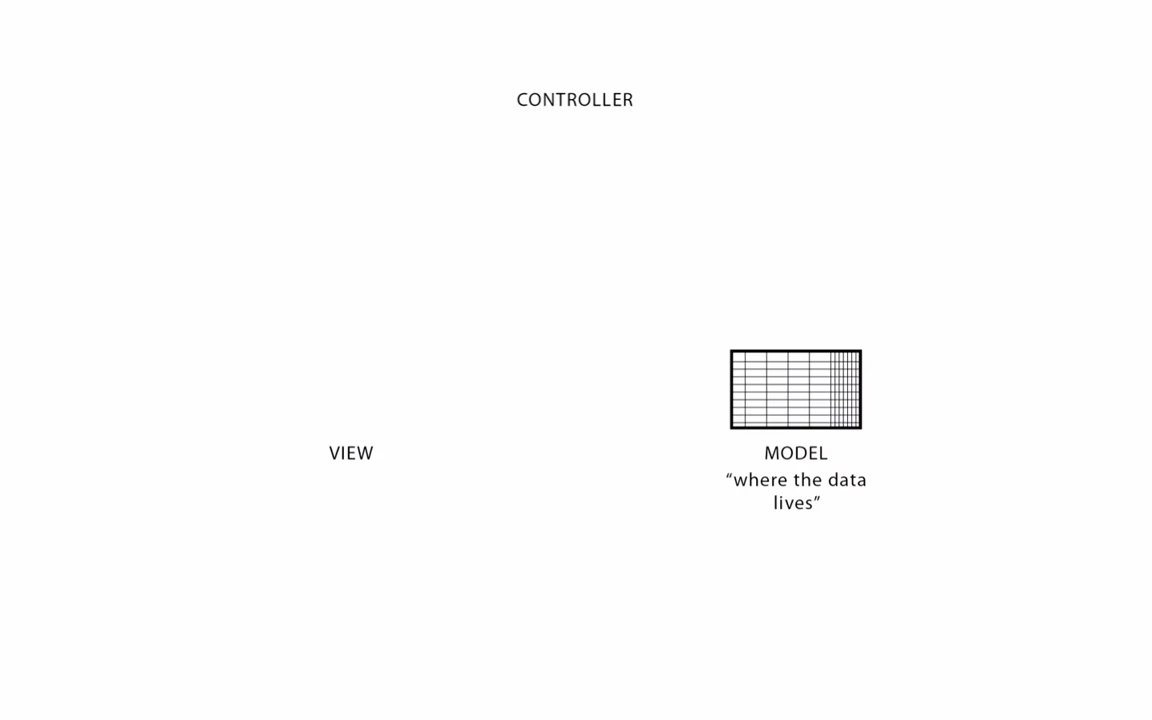 CONTROLLER
VIEW
MODEL
“where the data
lives”